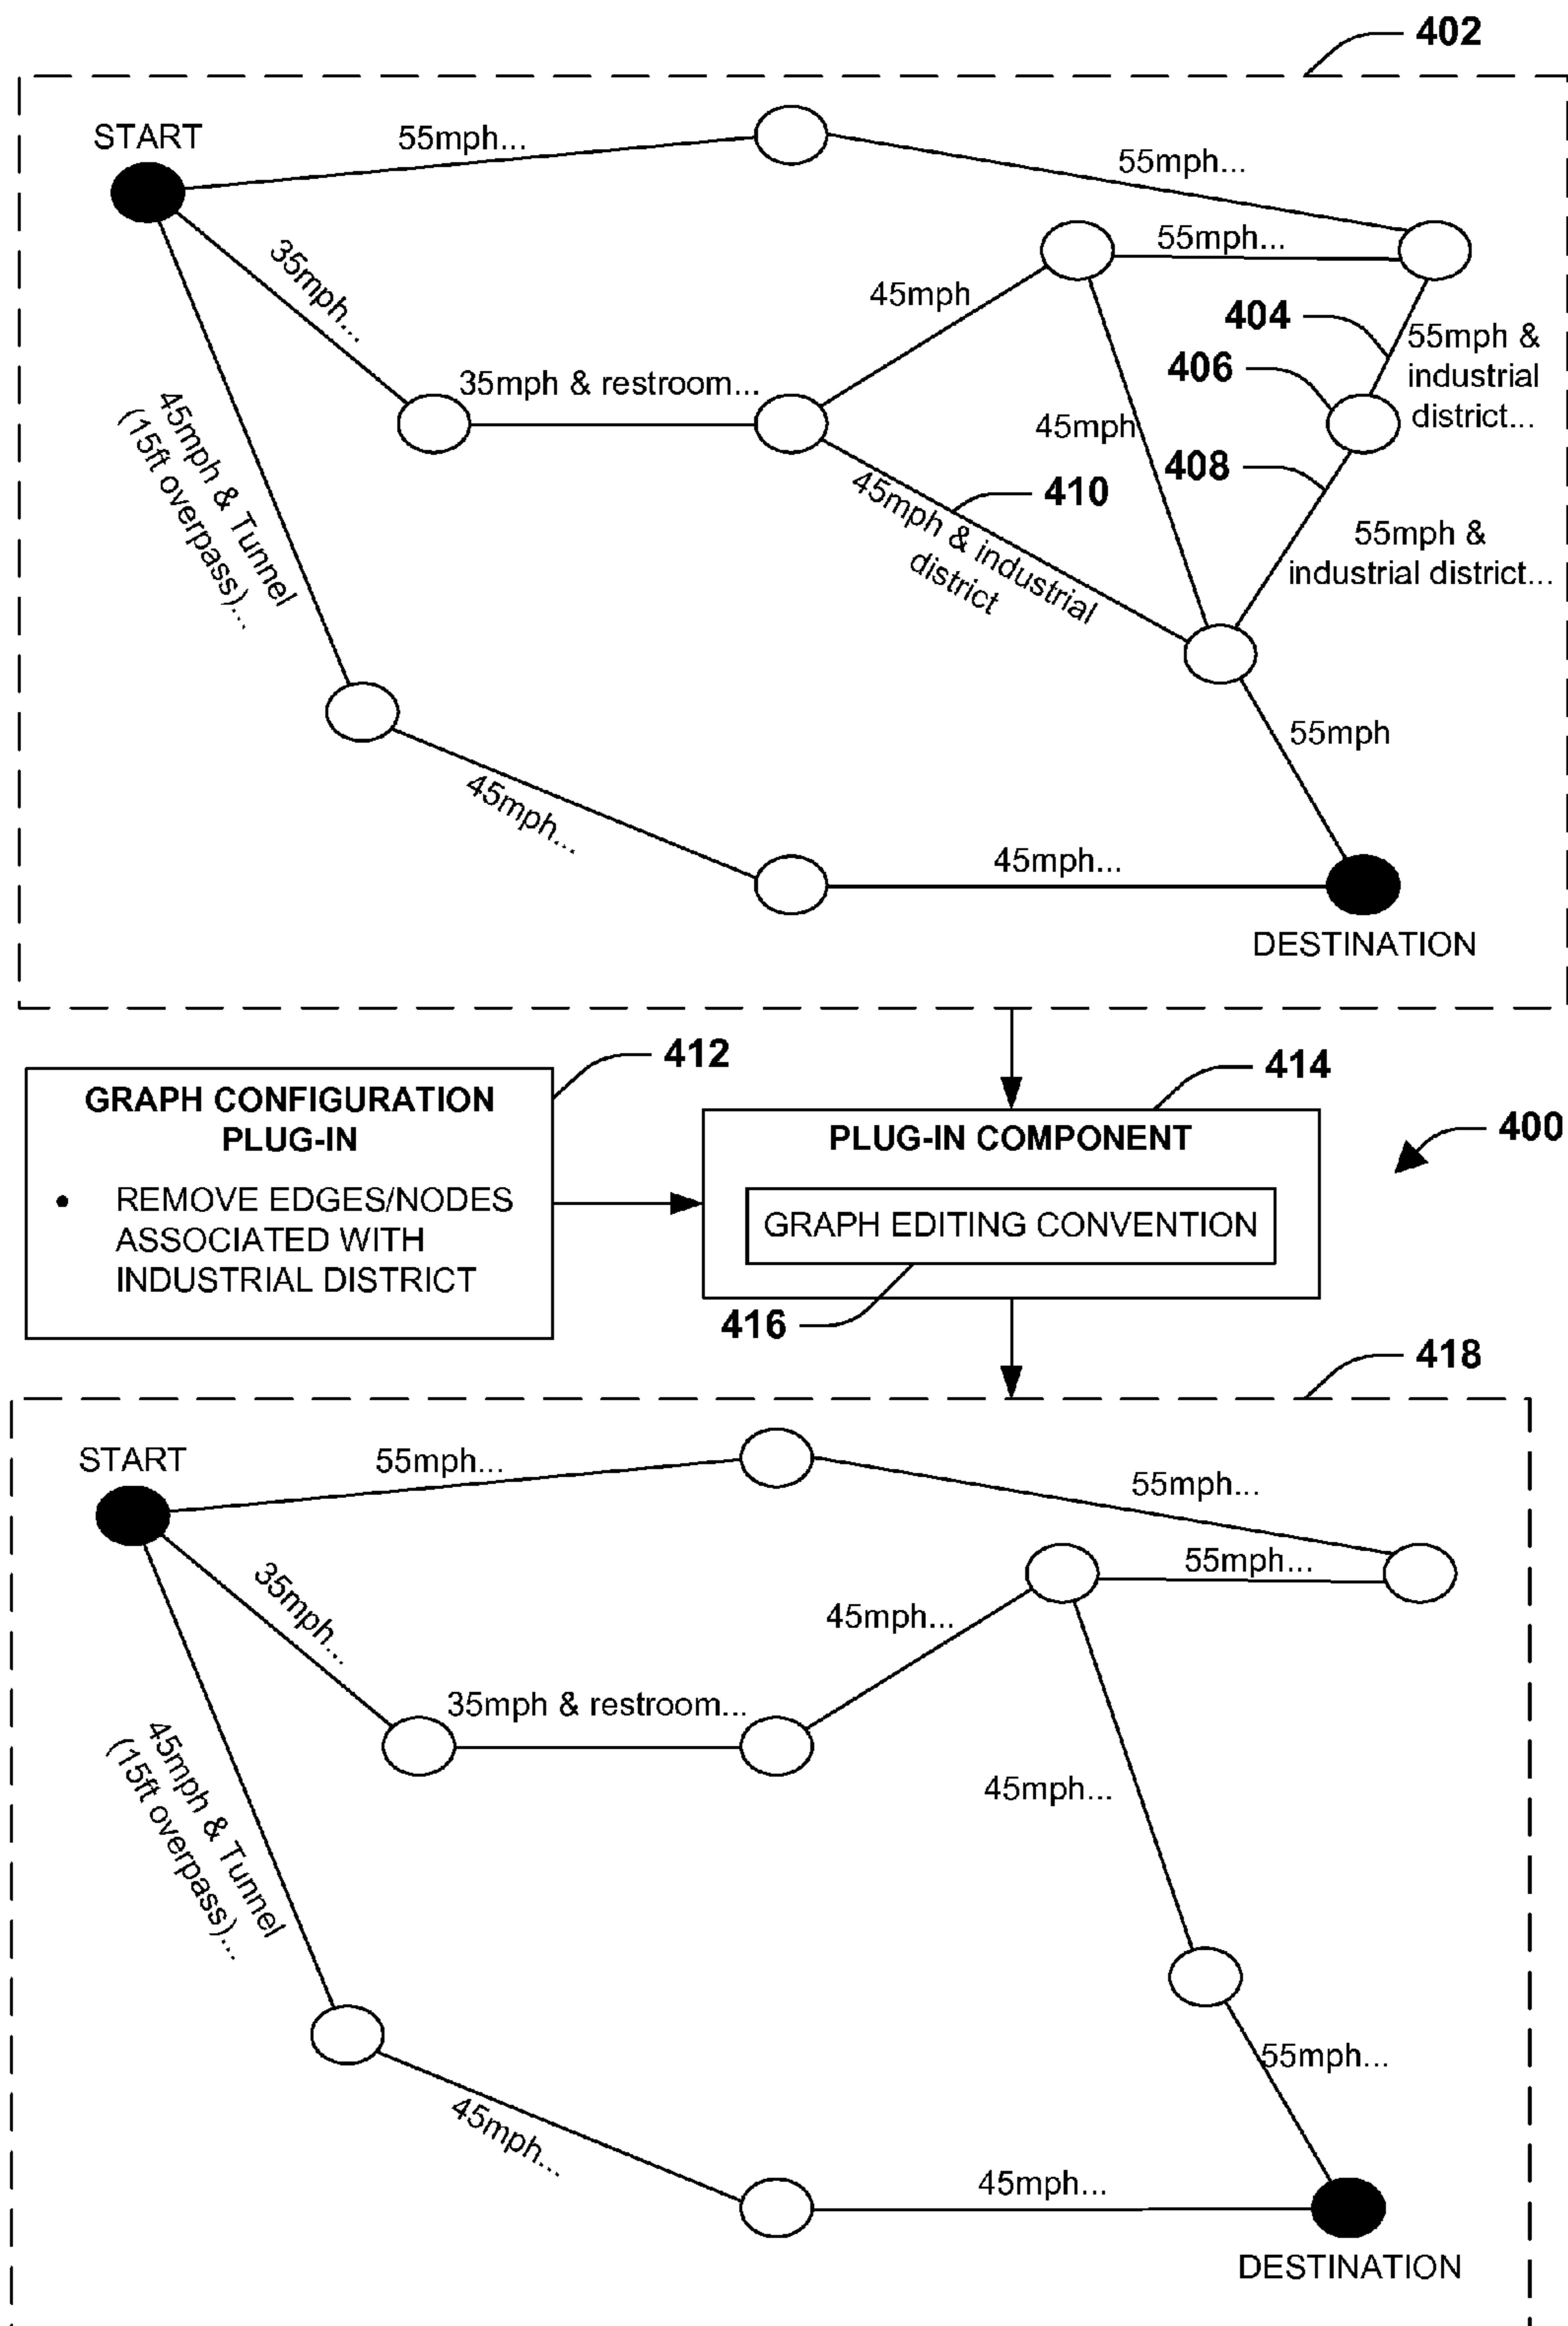 402
START
55mph...
55mph...
35mph...
55mph...
45mph
404
55mph &
industrial
district...
406
35mph & restroom...
45mph & Tunnel
(15ft overpass)...
45mph
408
410
45mph & industrial
district
55mph &
industrial district...
55mph
45mph...
45mph...
DESTINATION
412
GRAPH CONFIGURATION
PLUG-IN
• REMOVE EDGES/NODES
ASSOCIATED WITH
INDUSTRIAL DISTRICT
414
PLUG-IN COMPONENT
GRAPH EDITING CONVENTION
416
400
418
START
55mph...
55mph...
35mph...
55mph...
45mph...
35mph & restroom...
45mph & Tunnel
(15ft overpass)...
45mph...
55mph...
45mph...
45mph...
DESTINATION